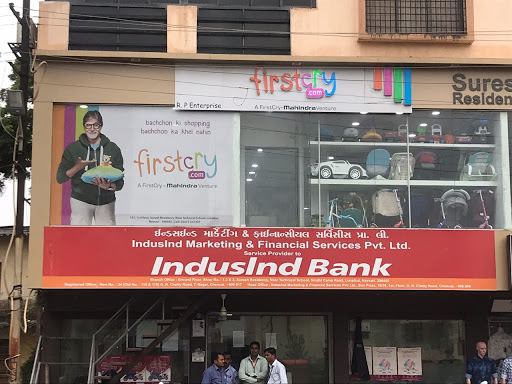 firstcry
.com
A FirstCry-Mahindra Venture
R. P Enterprise
Sures
Residen
bachchon ki shopping
bachchon ka khel nahin
firstcry
.com
A FirstCry-Mahindra Venture
ઇન્ડસઇન્ડ માર્કેટીંગ & ફાઇનાન્સીયલ સર્વિસીસ પ્રા. લી.
IndusInd Marketing & Financial Services Pvt. Ltd.
Service Provider to
IndusInd Bank